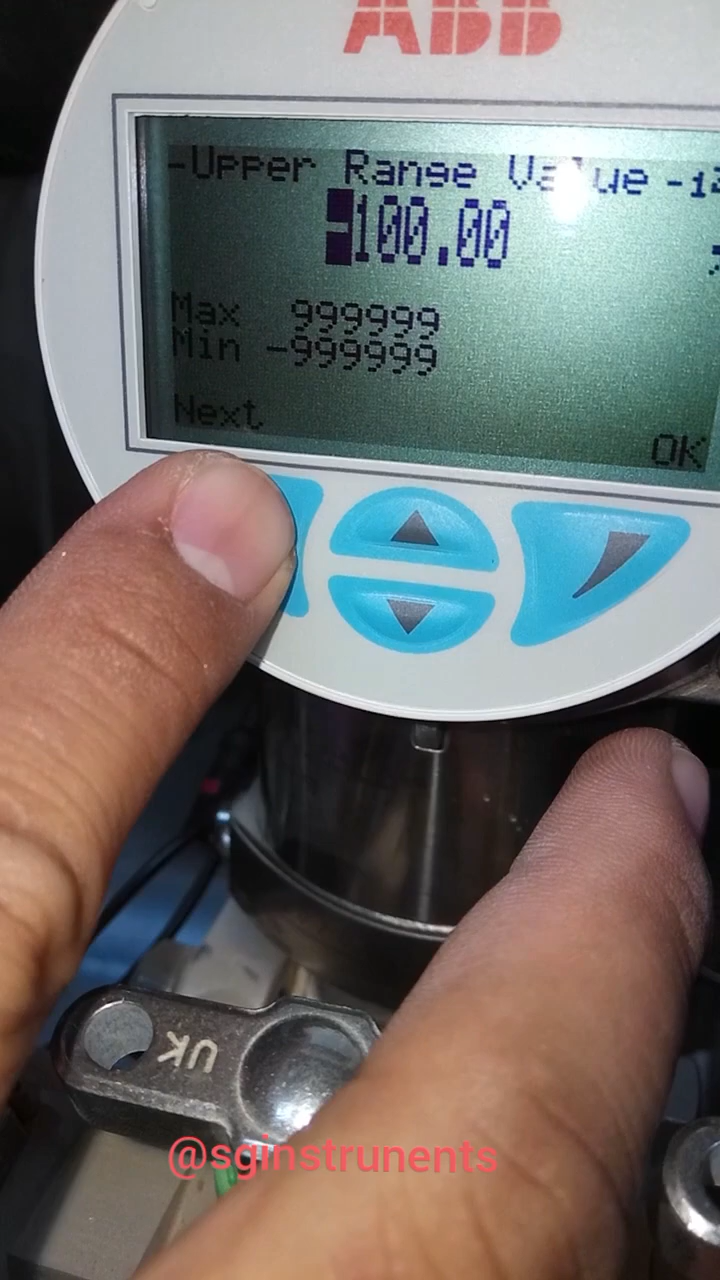 ABB
-Upper Range Value
-100.00
Max 999999
Min -999999
Next
OK
UK
@sginstrunents